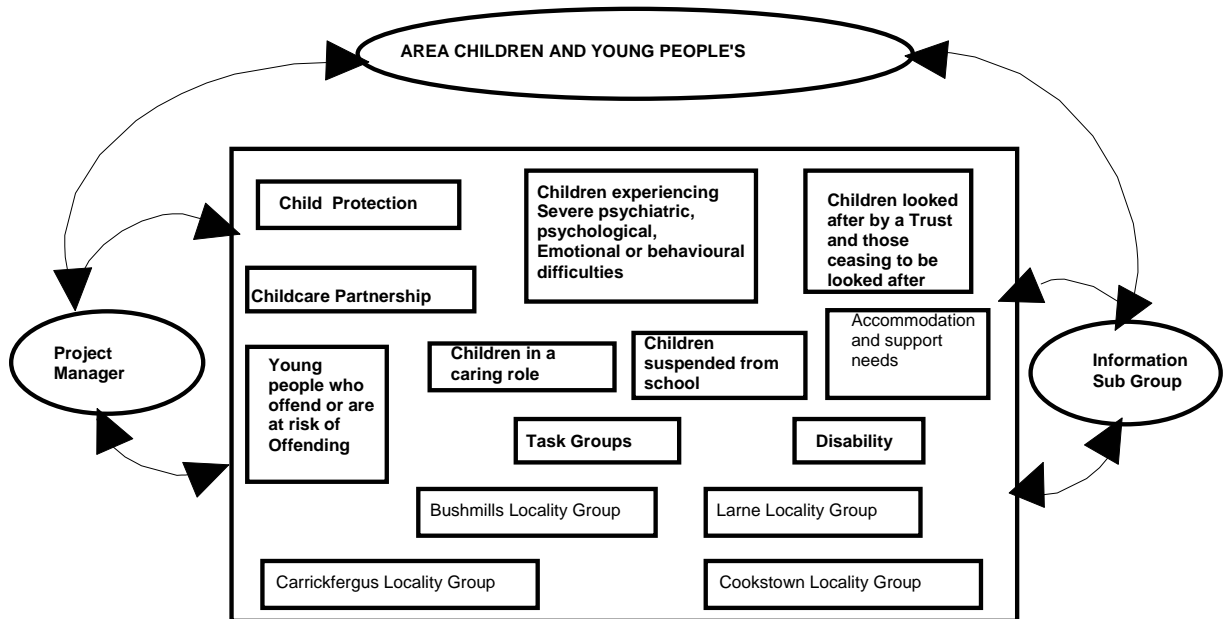 AREA CHILDREN AND YOUNG PEOPLE'S
Child Protection
Children experiencing
Severe psychiatric,
psychological,
Emotional or behavioural
difficulties
Children looked
after by a Trust
and those
ceasing to be
looked after
Childcare Partnership
Project
Manager
Young
people who
offend or are
at risk of
Offending
Children in a
caring role
Children
suspended from
school
Accommodation
and support
needs
Information
Sub Group
Task Groups
Disability
Bushmills Locality Group
Larne Locality Group
Carrickfergus Locality Group
Cookstown Locality Group